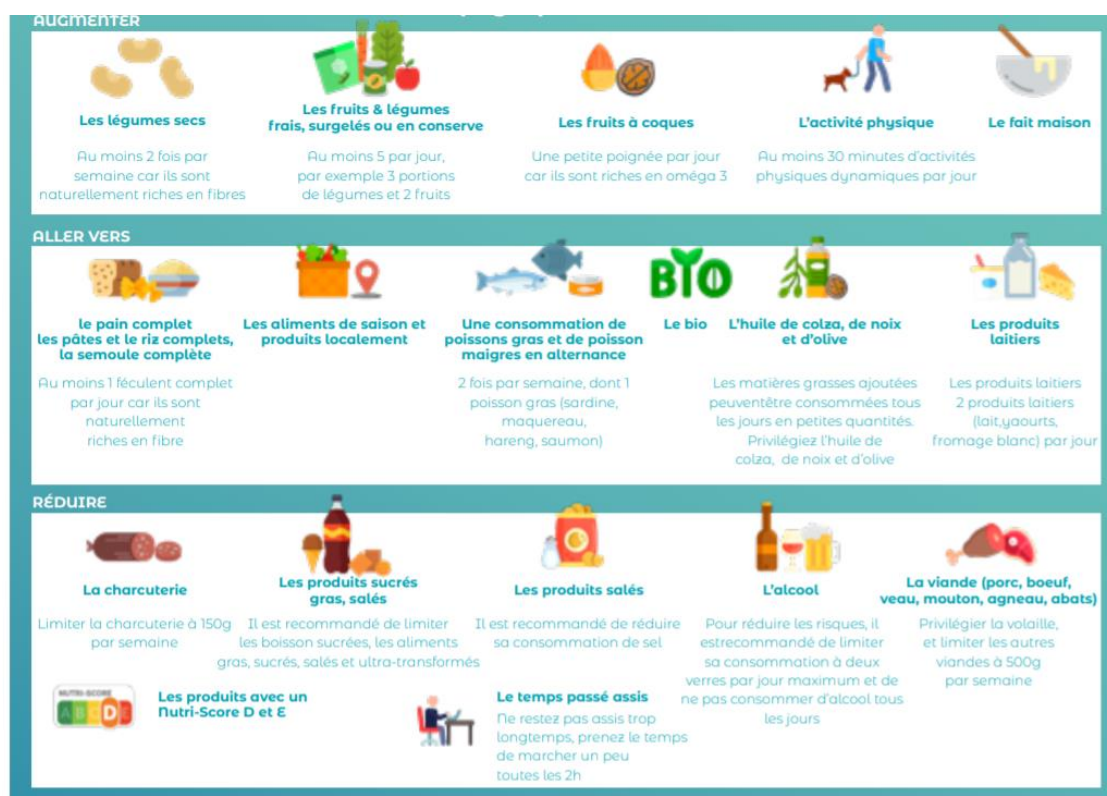 AUGMENTER
Les légumes secs
Au moins 2 fois par
semaine car ils sont
naturellement riches en fibres
Les fruits & légumes
frais, surgelés ou en conserve
Au moins 5 par jour,
par exemple 3 portions
de légumes et 2 fruits
Les fruits à coques
Une petite poignée par jour
car ils sont riches en oméga 3
L'activité physique
Au moins 30 minutes d'activités
physiques dynamiques par jour
Le fait maison
ALLER VERS
le pain complet
les pâtes et le riz complets,
la semoule complète
Au moins 1 féculent complet
par jour car ils sont
naturellement
riches en fibre
Les aliments de saison et
produits localement
Une consommation de
poissons gras et de poisson
maigres en alternance
2 fois par semaine, dont 1
poisson gras (sardine,
maquereau,
hareng, saumon)
BIO
Le bio
L'huile de colza, de noix
et d'olive
Les matières grasses ajoutées
peuventêtre consommées tous
les jours en petites quantités.
Privilégiez l'huile de
colza, de noix et d'olive
Les produits
laitiers
Les produits laitiers
2 produits laitiers
(lait,yaourts,
fromage blanc) par jour
RÉDUIRE
La charcuterie
Limiter la charcuterie à 150g
par semaine
Les produits sucrés
gras, salés
Il est recommandé de limiter
les boisson sucrées, les aliments
gras, sucrés, salés et ultra-transformés
Les produits salés
Il est recommandé de réduire
sa consommation de sel
L'alcool
Pour réduire les risques, il
estrecommandé de limiter
sa consommation à deux
verres par jour maximum et de
ne pas consommer d'alcool tous
les jours
La viande (porc, boeuf,
veau, mouton, agneau, abats)
Privilégier la volaille,
et limiter les autres
viandes à 500g
par semaine
NUTRI-SCORE
A B C D E
Les produits avec un
Nutri-Score D et E
Le temps passé assis
Ne restez pas assis trop
longtemps, prenez le temps
de marcher un peu
toutes les 2h